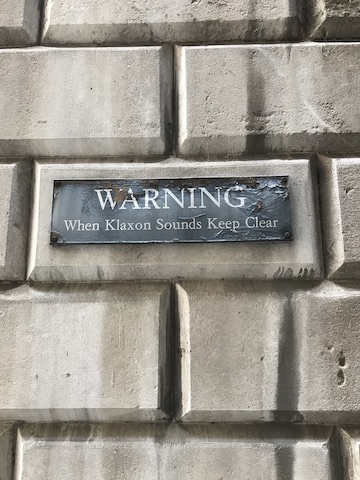 WARNING
When Klaxon Sounds Keep Clear